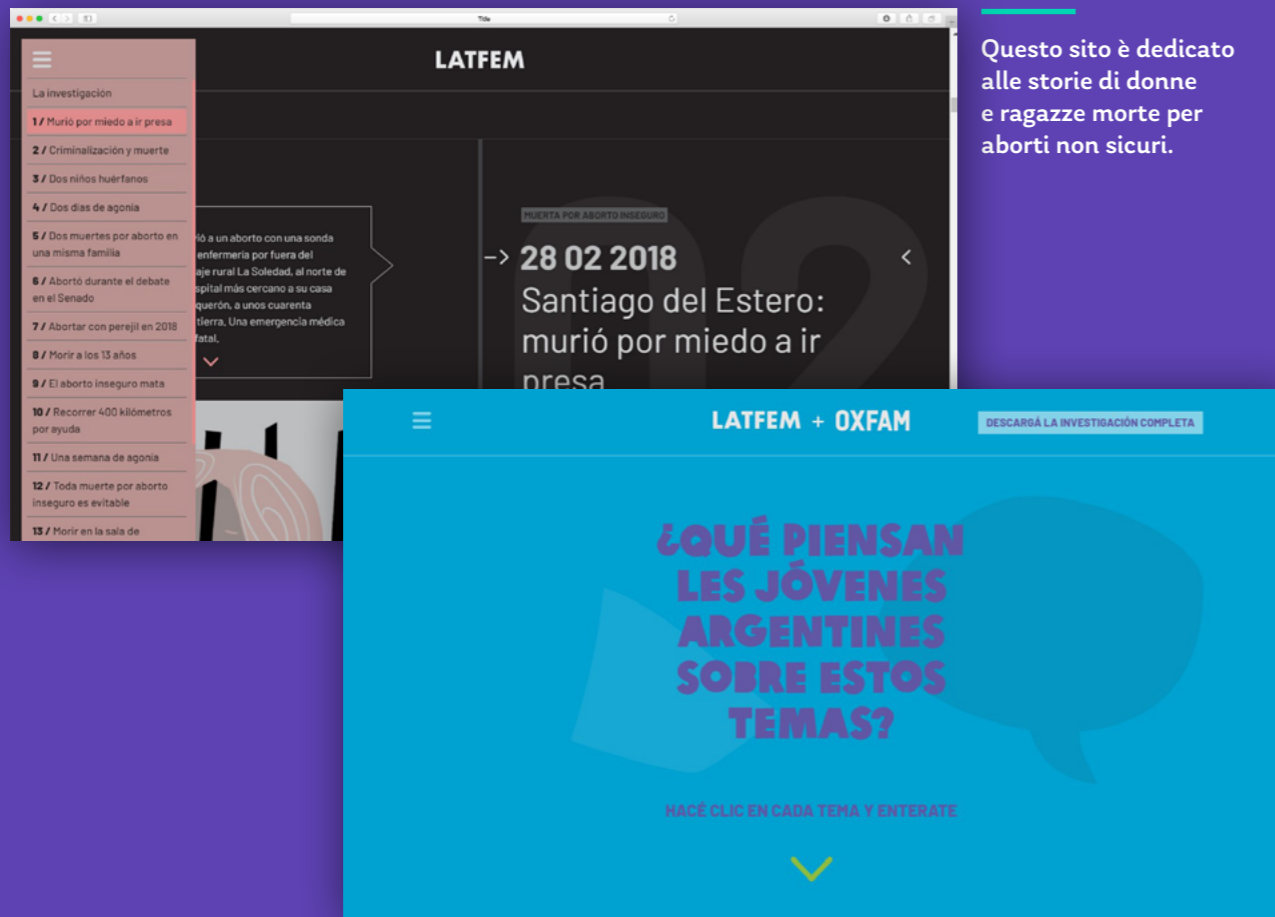 Title
LATFEM
La investigación
1 / Murió por miedo a ir presa
2 / Criminalización y muerte
3 / Dos niños huérfanos
4 / Dos dias de agonía
5 / Dos muertes por aborto en
una misma familia
6 / Abortó durante el debate
en el Senado
7 / Abortar con perejil en 2018
8 / Morir a los 13 años
9 / El aborto inseguro mata
10 / Recorrer 400 kilómetros
por ayuda
11 / Una semana de agonía
12 / Toda muerte por aborto
inseguro es evitable
13 / Morir en la sala de
a un aborto con una sonda
enfermería por fuera del
rural La Soledad, al norte de
más cercano a su casa
a unos cuarenta
tierra. Una emergencia médica
MUERTA POR ABORTO INSEGURO
02
28 02 2018
Santiago del Estero:
murió por miedo a ir
presa
Questo sito è dedicato
alle storie di donne
e ragazze morte per
aborti non sicuri.
LATFEM + OXFAM
DESCARGÁ LA INVESTIGACIÓN COMPLETA
¿QUÉ PIENSAN
LES JÓVENES
ARGENTINES
SOBRE ESTOS
TEMAS?
HACÉ CLIC EN CADA TEMA Y ENTERATE